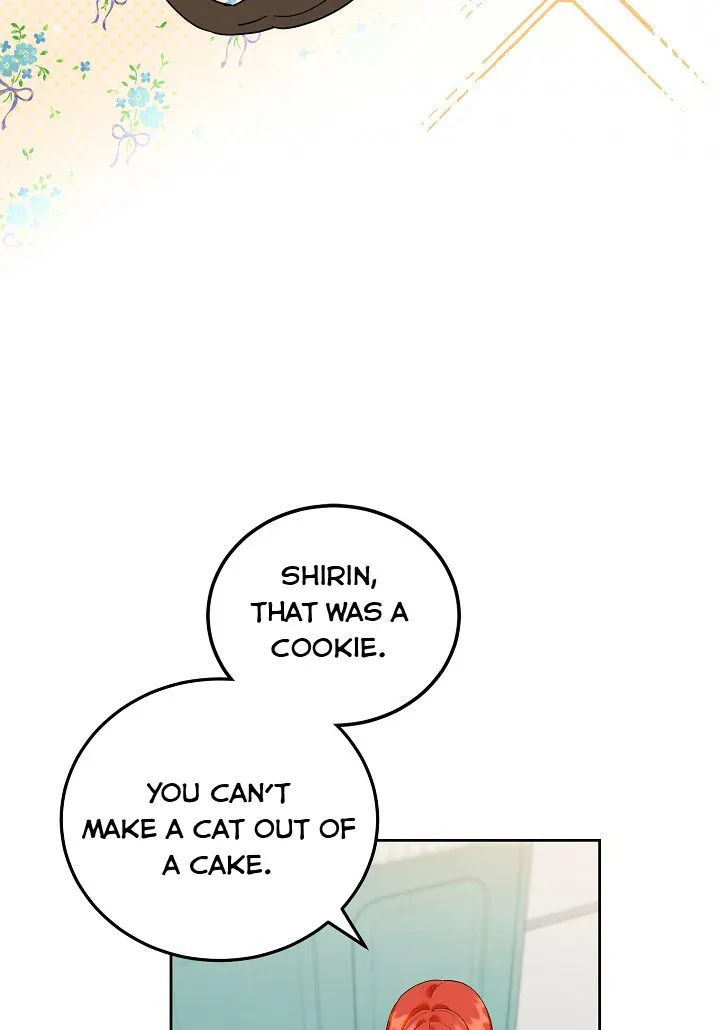 SHIRIN,
THAT WAS A
COOKIE.
YOU CAN'T
MAKE A CAT OUT OF
A CAKE.